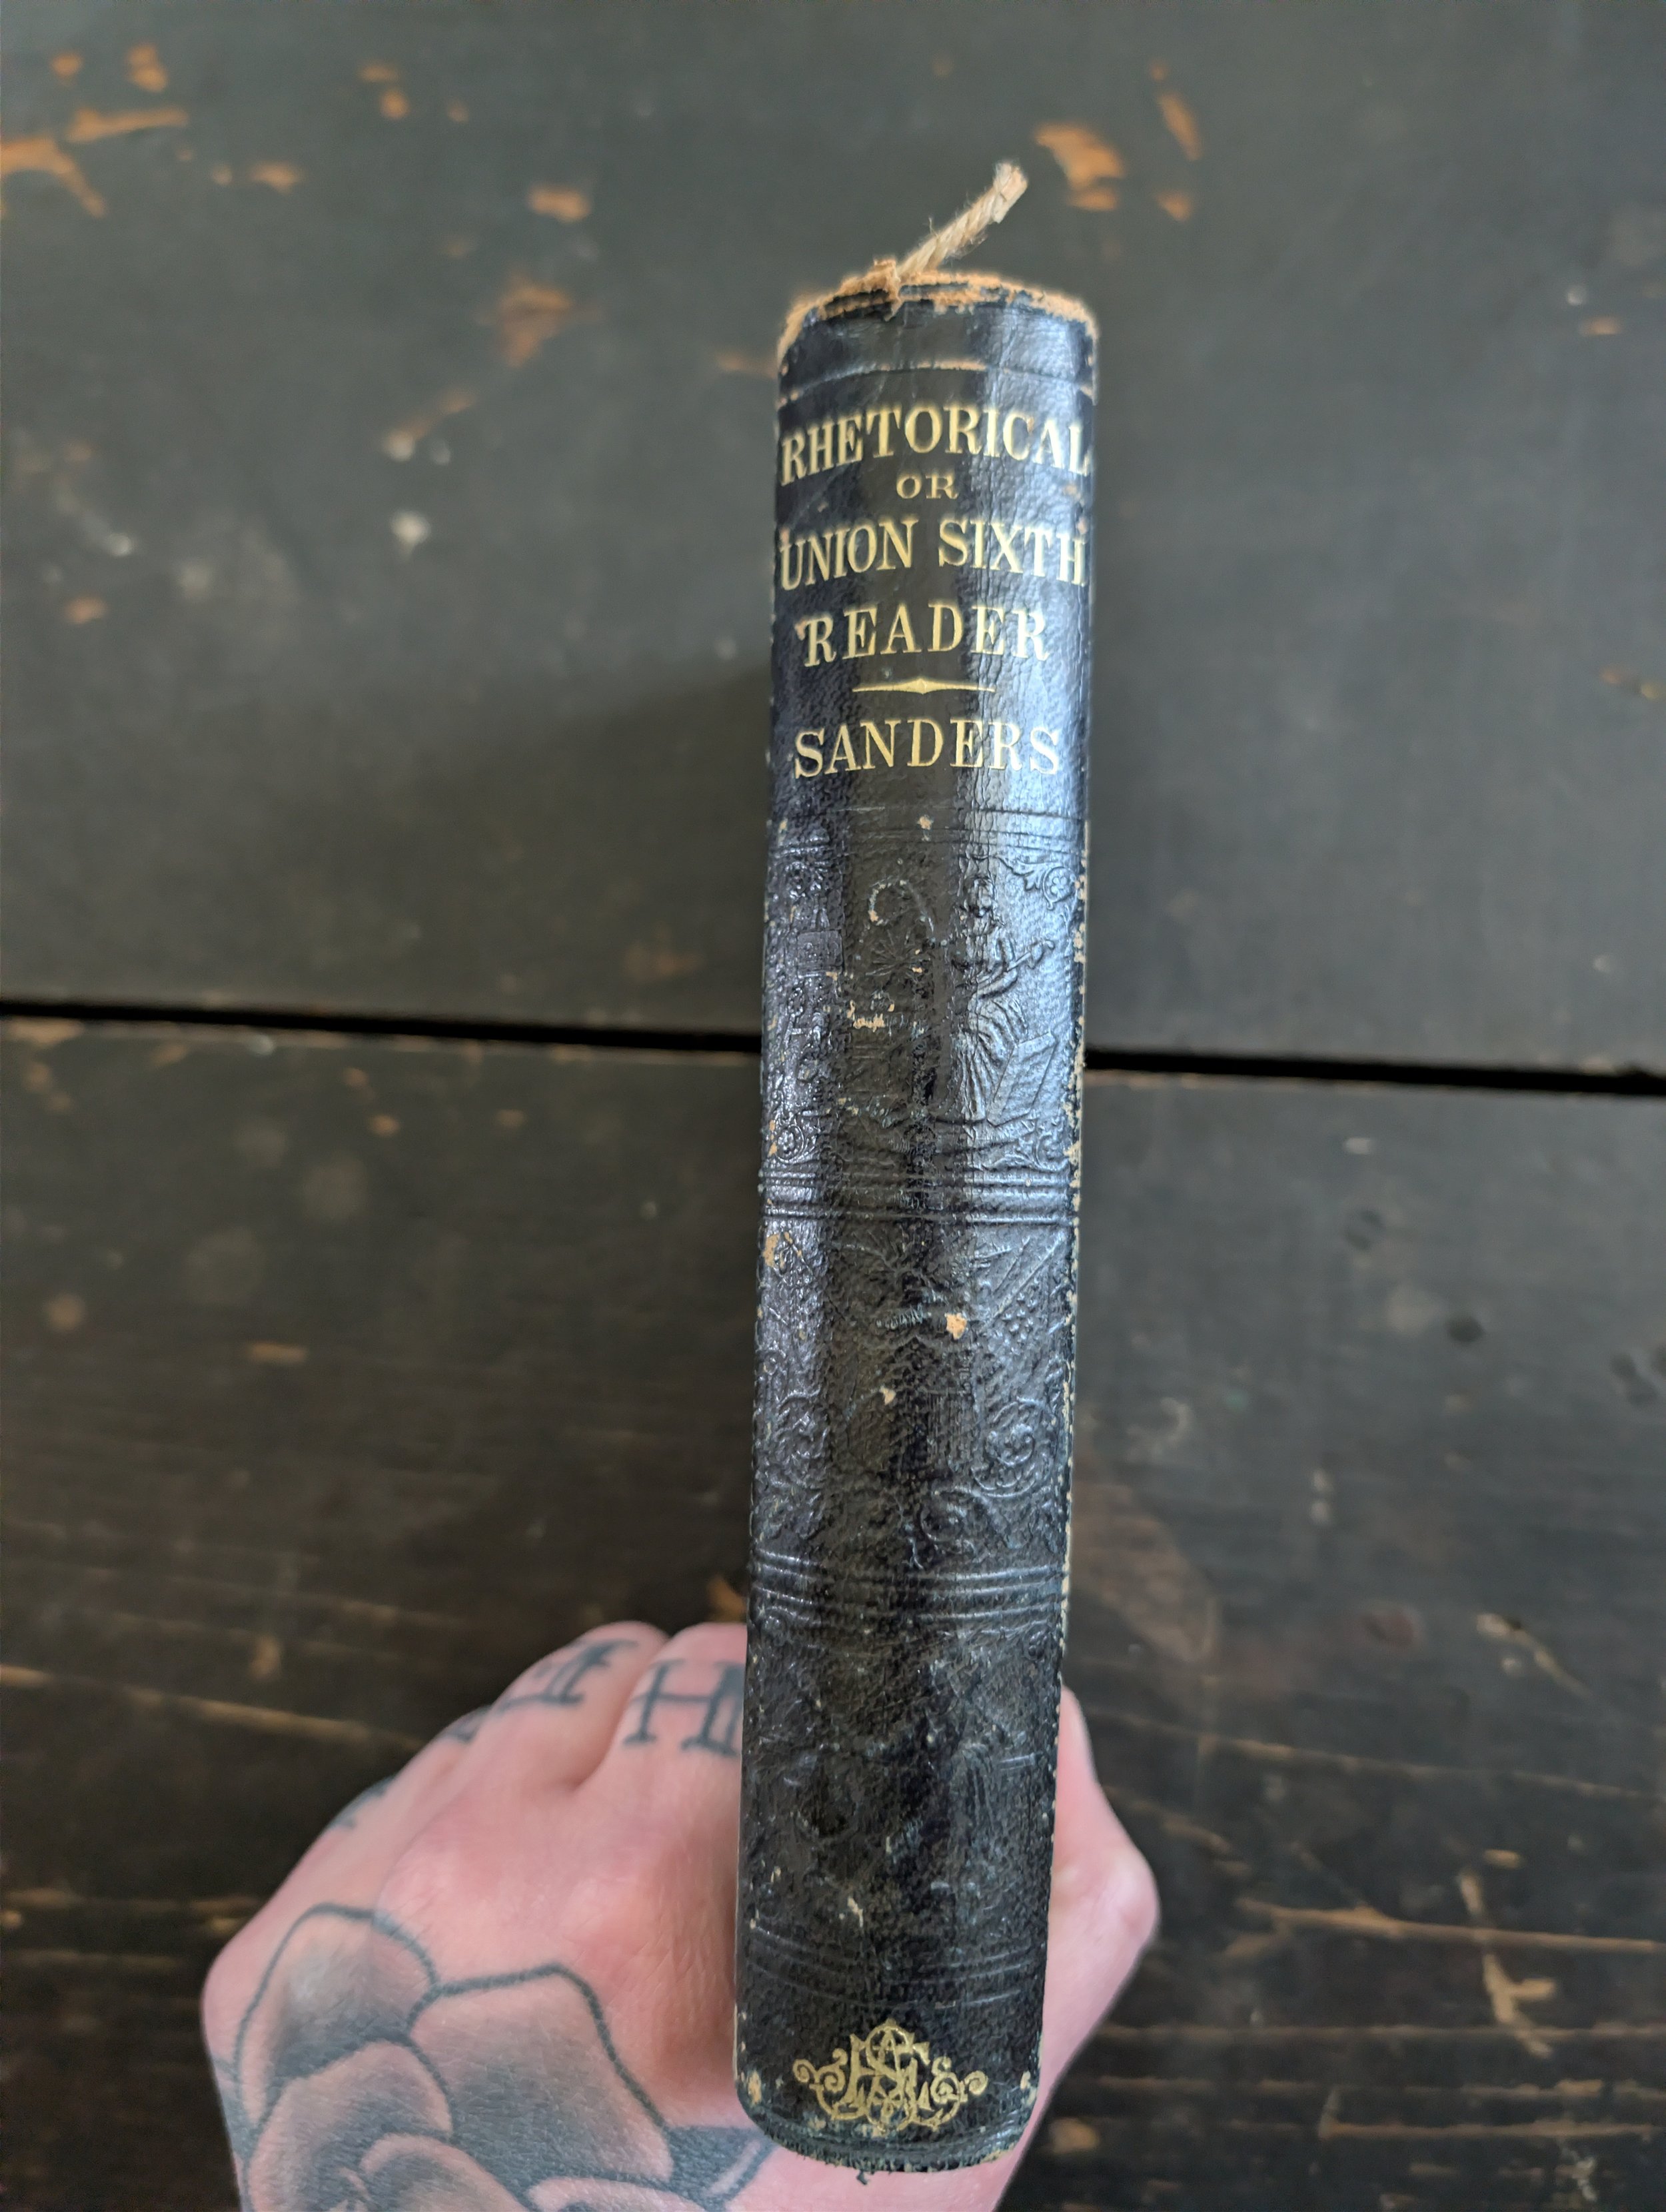 RHETORICAL
OR
UNION SIXTH
READER
SANDERS
H